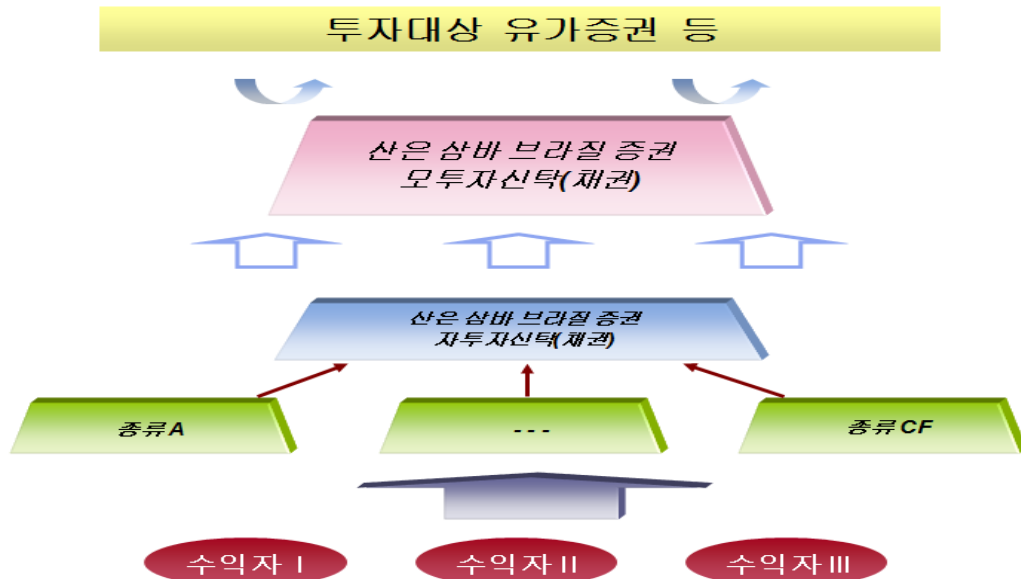 투자대상 유가증권 등
산은 삼바 브라질 증권
모투자신탁(채권)
산은 삼바 브라질 증권
자투자신탁(채권)
종류A
- - -
종류CF
수익자 I
수익자 II
수익자 III